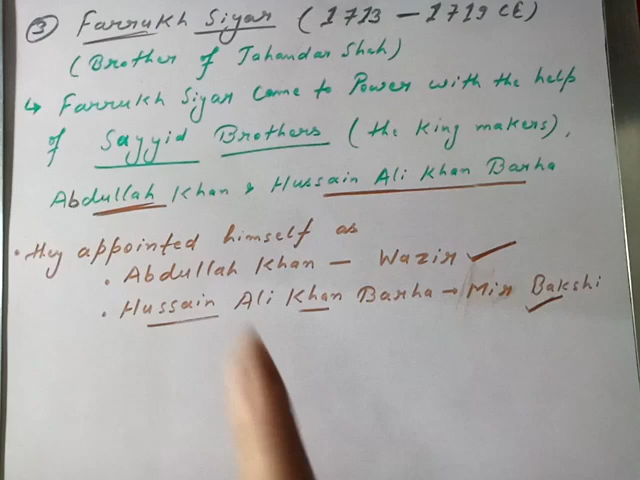 ③ Farrukh Siyar (1713 – 1719 CE)
(Brother of Jahandar Shah)
↳ Farrukh Siyar came to Power with the help
of Sayyid Brothers (the King makers),
Abdullah Khan & Hussain Ali Khan Barha
• they appointed himself as
• Abdullah Khan – Wazir ✓
• Hussain Ali Khan Barha → Mir Bakshi ✓